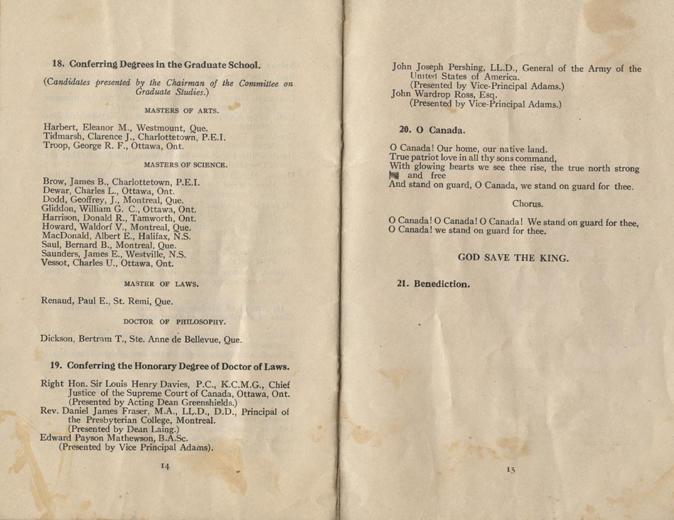 18. Conferring Degrees in the Graduate School.
(Candidates presented by the Chairman of the Committee on
Graduate Studies.)
MASTERS OF ARTS.
Harbert, Eleanor M., Westmount, Que.
Tidmarsh, Clarence J., Charlottetown, P.E.I.
Troop, George R. F., Ottawa, Ont.
MASTERS OF SCIENCE.
Brow, James B., Charlottetown, P.E.I.
Dewar, Charles L., Ottawa, Ont.
Dodd, Geoffrey, J., Montreal, Que.
Gliddon, William G. C., Ottawa, Ont.
Harrison, Donald R., Tamworth, Ont.
Howard, Waldorf V., Montreal, Que.
MacDonald, Albert E., Halifax, N.S.
Saul, Bernard B., Montreal, Que.
Saunders, James E., Westville, N.S.
Vessot, Charles U., Ottawa, Ont.
MASTER OF LAWS.
Renaud, Paul E., St. Remi, Que.
DOCTOR OF PHILOSOPHY.
Dickson, Bertram T., Ste. Anne de Bellevue, Que.
19. Conferring the Honorary Degree of Doctor of Laws.
Right Hon. Sir Louis Henry Davies, P.C., K.C.M.G., Chief
Justice of the Supreme Court of Canada, Ottawa, Ont.
(Presented by Acting Dean Greenshields.)
Rev. Daniel James Fraser, M.A., LL.D., D.D., Principal of
the Presbyterian College, Montreal.
(Presented by Dean Laing.)
Edward Payson Mathewson, B.A.Sc.
(Presented by Vice Principal Adams).
14
John Joseph Pershing, LL.D., General of the Army of the
United States of America.
(Presented by Vice-Principal Adams.)
John Wardrop Ross, Esq.
(Presented by Vice-Principal Adams.)
20. O Canada.
O Canada! Our home, our native land.
True patriot love in all thy sons command,
With glowing hearts we see thee rise, the true north strong
and free
And stand on guard, O Canada, we stand on guard for thee.
Chorus.
O Canada! O Canada! O Canada! We stand on guard for thee,
O Canada! we stand on guard for thee.
GOD SAVE THE KING.
21. Benediction.
15